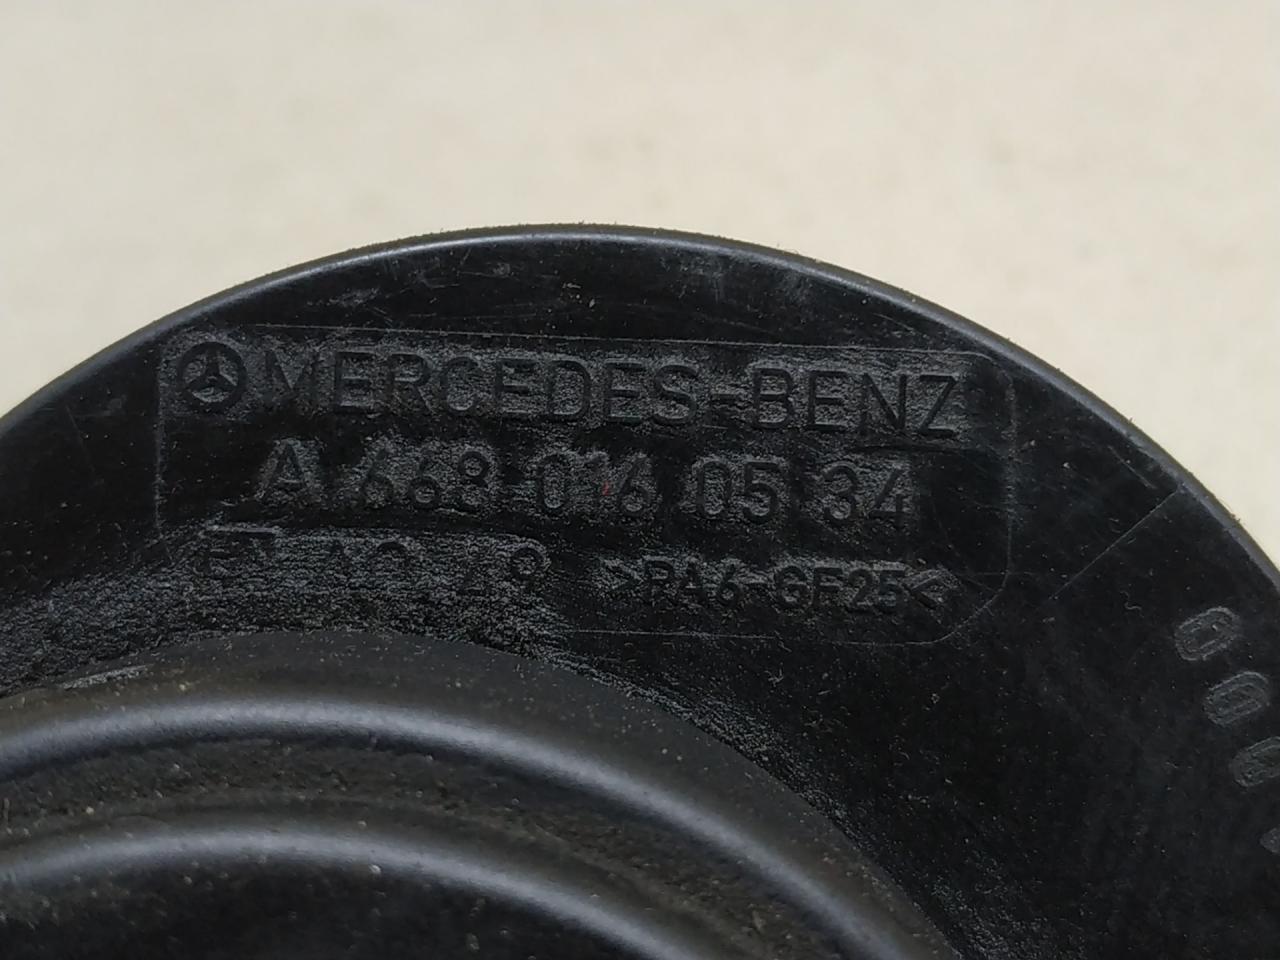 MERCEDES-BENZ
A 668 016 05 34
>PA6-GF25<